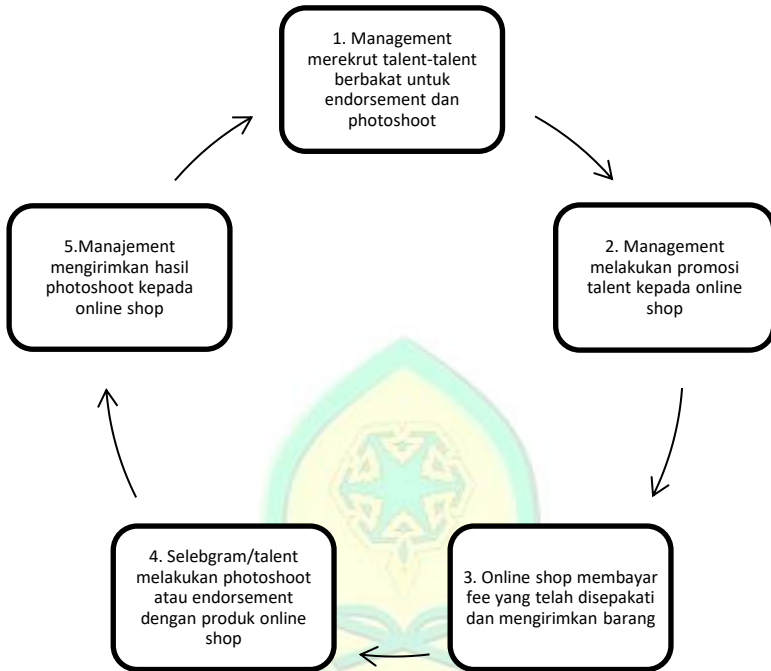 1. Management
merekrut talent-talent
berbakat untuk
endorsement dan
photoshoot
2. Management
melakukan promosi
talent kepada online
shop
3. Online shop membayar
fee yang telah disepakati
dan mengirimkan barang
4. Selebgram/talent
melakukan photoshoot
atau endorsement
dengan produk online
shop
5.Manajement
mengirimkan hasil
photoshoot kepada
online shop